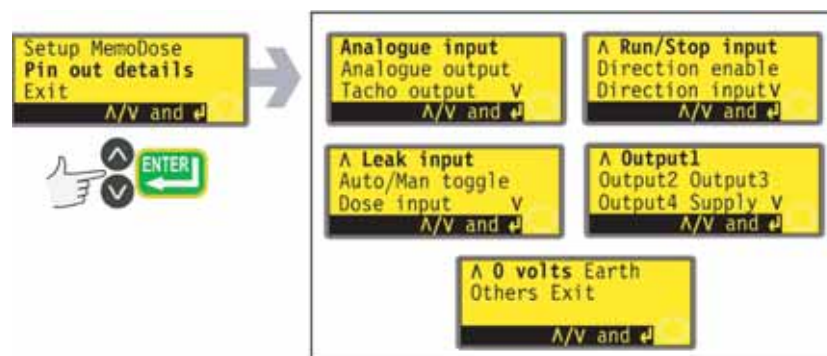 Setup MemoDose
Pin out details
Exit
∧/∨ and ↵
ENTER
Analogue input
Analogue output
Tacho output ∨
∧/∨ and ↵
∧ Run/Stop input
Direction enable
Direction input∨
∧/∨ and ↵
∧ Leak input
Auto/Man toggle
Dose input ∨
∧/∨ and ↵
∧ Output1
Output2 Output3
Output4 Supply ∨
∧/∨ and ↵
∧ 0 volts Earth
Others Exit
∧/∨ and ↵